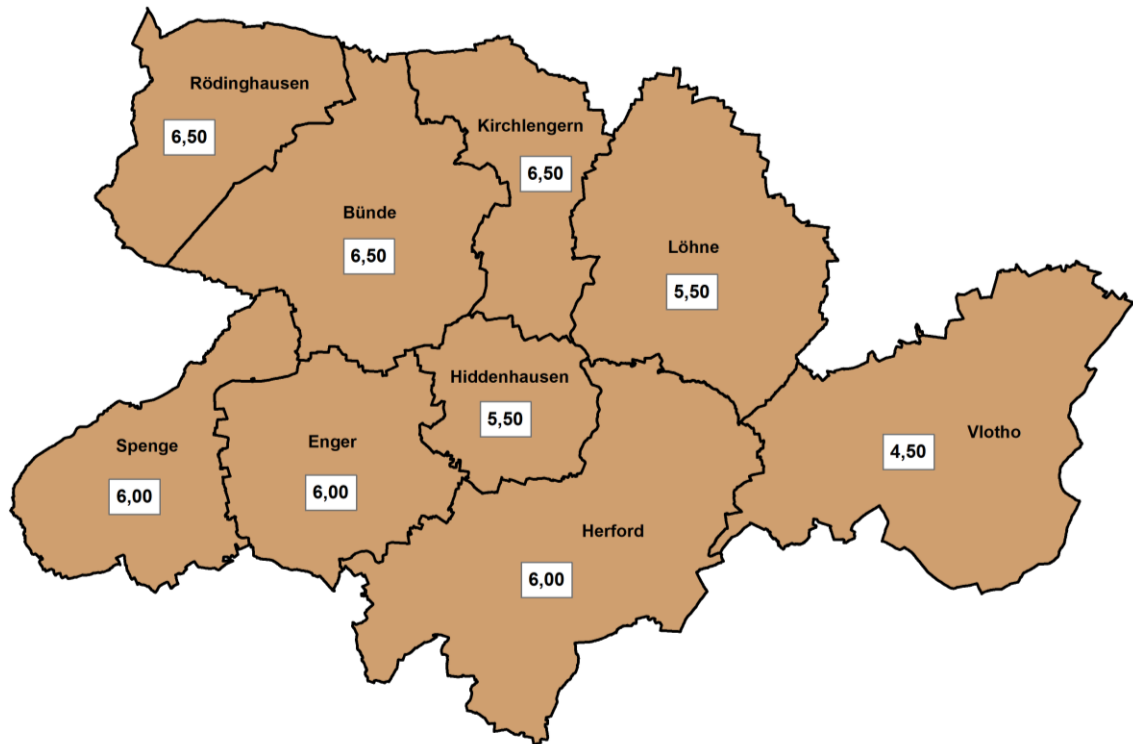 Rödinghausen
6,50
Kirchlengern
6,50
Bünde
6,50
Löhne
5,50
Hiddenhausen
5,50
Spenge
6,00
Enger
6,00
Vlotho
4,50
Herford
6,00